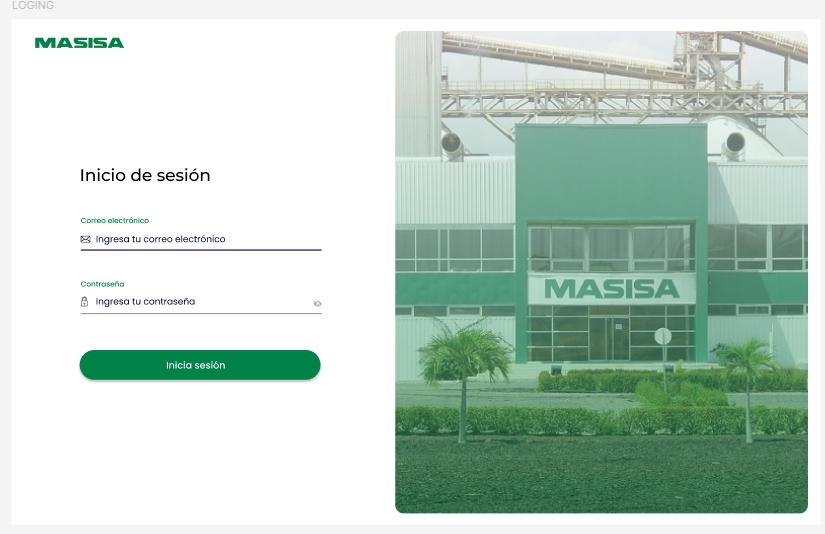 LOGING
MASISA
Inicio de sesión
Correo electrónico
Ingresa tu correo electrónico
Contraseña
Ingresa tu contraseña
Inicia sesión
MASISA